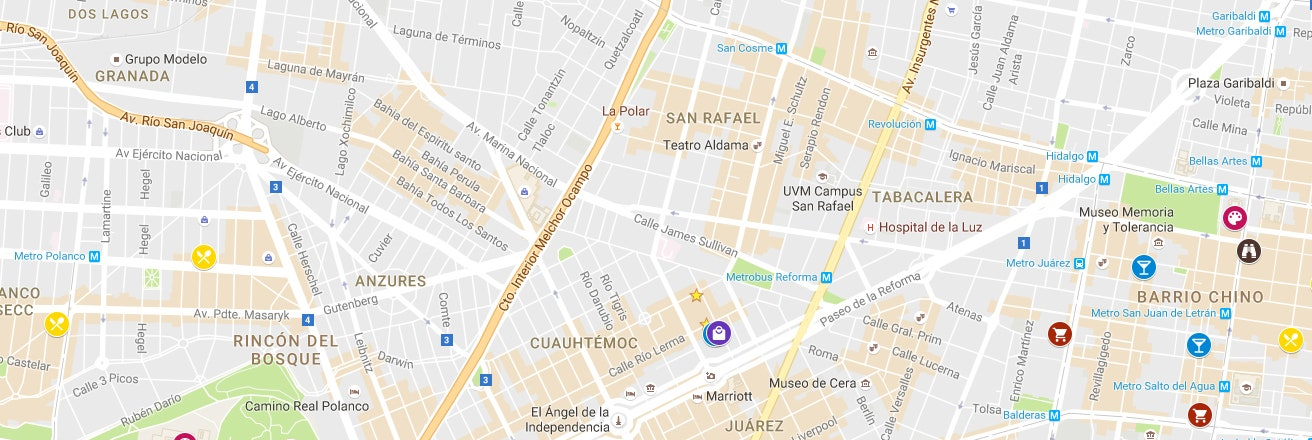 DOS LAGOS
Av. Río San Joaquín
Grupo Modelo
GRANADA
Laguna de Términos
Laguna de Mayrán
Nopaltzin
Quetzalcoatl
San Cosme
Av. Insurgentes
Jesús García
Calle Juan Aldama
Arista
Zarco
Garibaldi
Metro Garibaldi
Plaza Garibaldi
Violeta
Calle Mina
4
Lago Alberto
Lago Xochimilco
Bahia del Espiritu santo
Bahía Perula
Bahía Santa Barbara
Bahia Todos Los Santos
Av. Marina Nacional
Calle Tonantzin
Tlaloc
La Polar
SAN RAFAEL
Teatro Aldama
Miguel E. Schultz
Serapio Rendon
Revolución
Ignacio Mariscal
Hidalgo
Hidalgo
Bellas Artes
Bellas Artes
s Club
Av. Río San Joaquín
Av Ejército Nacional
Av Ejército Nacional
3
Galileo
Lamartine
Hegel
Hegel
Hegel
UVM Campus
San Rafael
TABACALERA
1
Museo Memoria
y Tolerancia
Hospital de la Luz
1
Metro Juárez
Calle James Sullivan
Metrobus Reforma
Paseo de la Reforma
Cto. Interior Melchor Ocampo
Metro Polanco
Calle Herschel
Cuvier
ANZURES
Gutenberg
Comte
Río Tigris
Río Danubio
Atenas
BARRIO CHINO
Metro San Juan de Letrán
ANCO
SECC
Av. Pdte. Masaryk
4
RINCÓN DEL
BOSQUE
Leibnitz
Darwin
3
3
CUAUHTÉMOC
Calle Río Lerma
Roma
Calle Gral. Prim
Calle Lucerna
Calle Versalles
Berlín
Enrico Martínez
Revillagigedo
Castelar
Calle 3 Picos
Rubén Darío
Camino Real Polanco
El Ángel de la
Independencia
Marriott
Museo de Cera
JUÁREZ
Liverpool
Tolsa
Balderas
Metro Salto del Agua